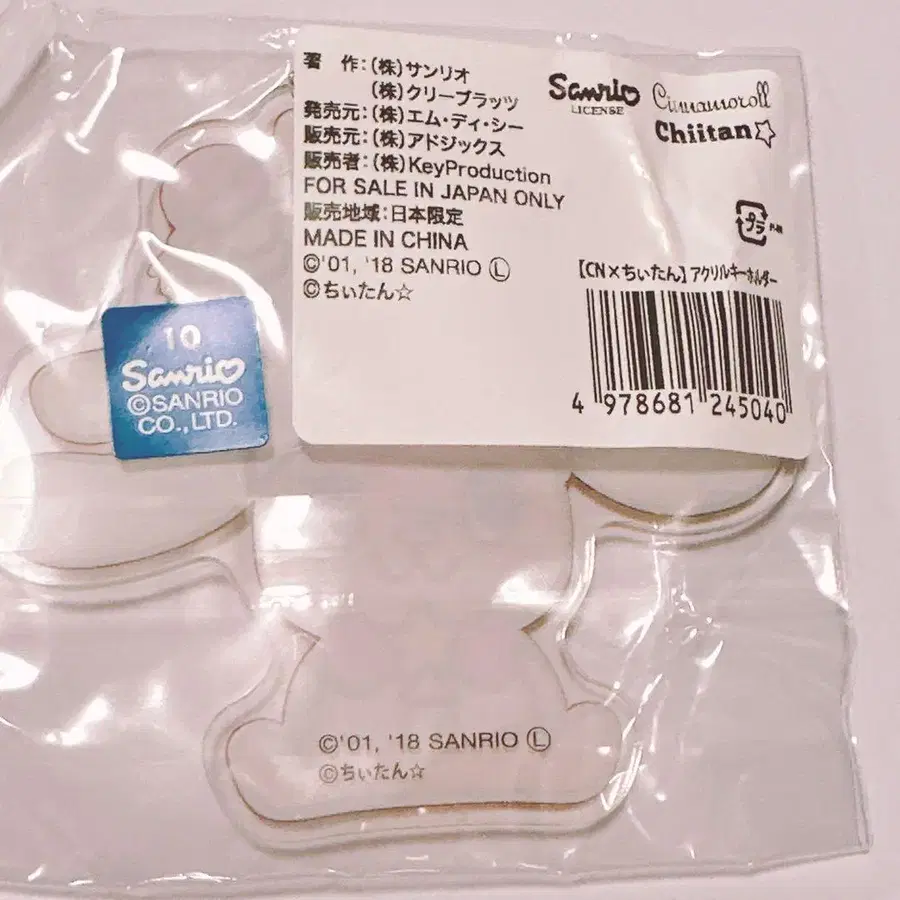 著 作:(株)サンリオ
(株)クリーブラッツ
発売元:(株)エム・ディ・シー
販売元:(株)アドジックス
販売者:(株)KeyProduction
FOR SALE IN JAPAN ONLY
販売地域:日本限定
MADE IN CHINA
©'01, '18 SANRIO Ⓛ
©ちぃたん☆
Sanrio
LICENSE
Cinnamoroll
Chiitan☆
プラ
【CN×ちぃたん】アクリルキーホルダー
4 978681 245040
10
Sanrio
©SANRIO
CO., LTD.
©'01, '18 SANRIO Ⓛ
©ちぃたん☆